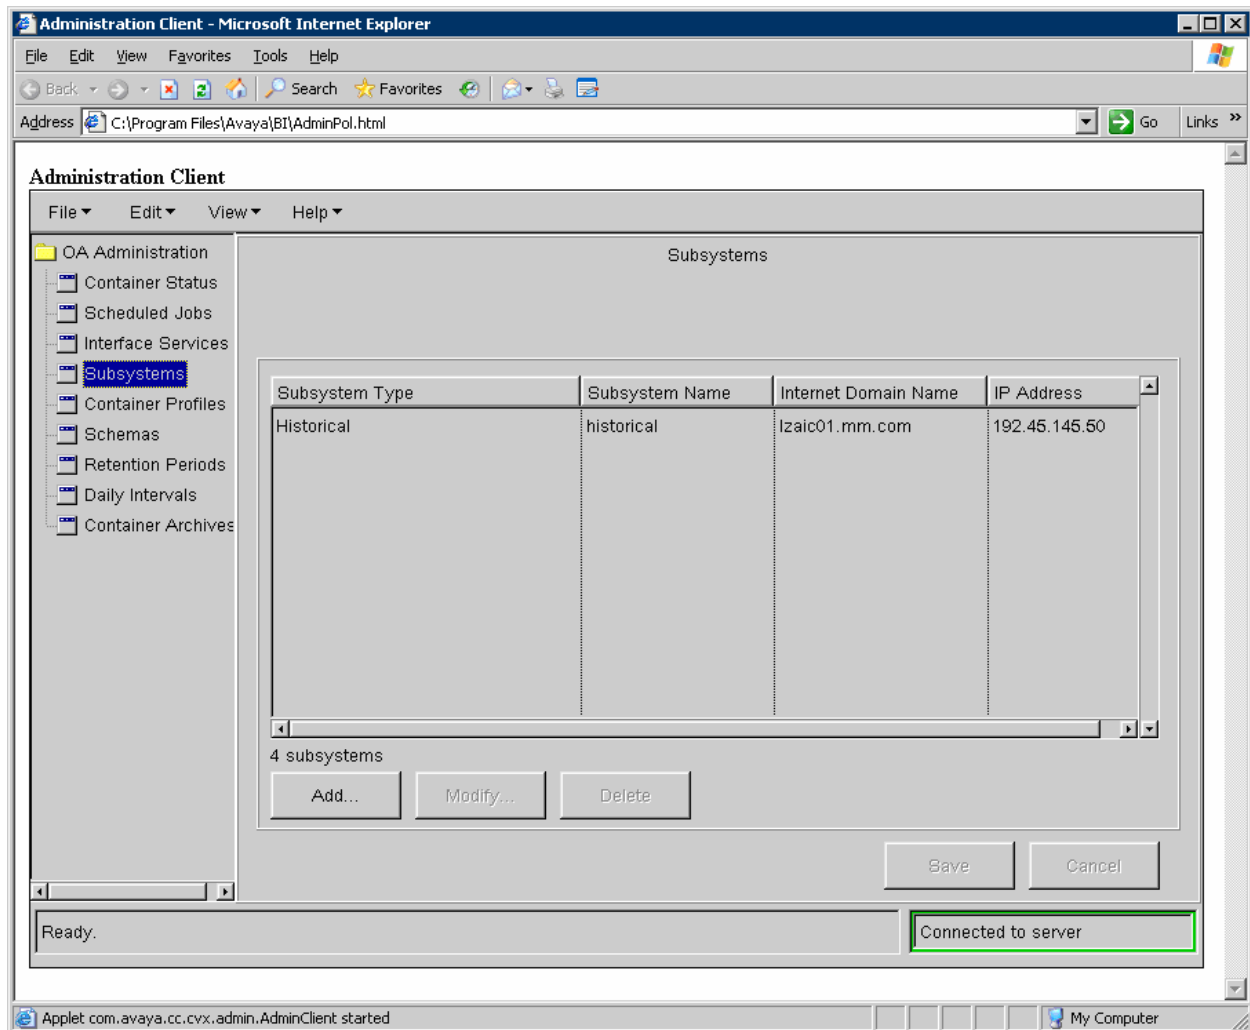 Administration Client - Microsoft Internet Explorer
File Edit View Favorites Tools Help
Back Search Favorites
Address C:\Program Files\Avaya\BI\AdminPol.html Go Links »
Administration Client
File Edit View Help
OA Administration
Container Status
Scheduled Jobs
Interface Services
Subsystems
Container Profiles
Schemas
Retention Periods
Daily Intervals
Container Archives
Subsystems
Subsystem Type Subsystem Name Internet Domain Name IP Address
Historical historical lzaic01.mm.com 192.45.145.50
4 subsystems
Add... Modify... Delete
Save Cancel
Ready. Connected to server
Applet com.avaya.cc.cvx.admin.AdminClient started My Computer